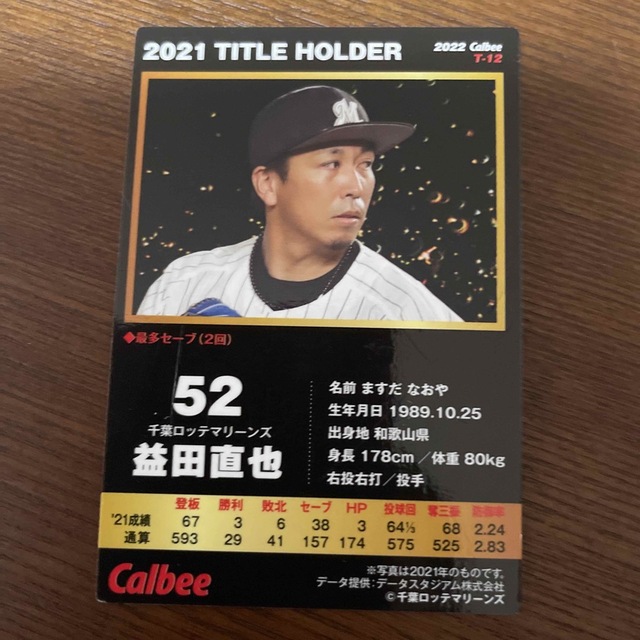 2021 TITLE HOLDER
2022 Calbee
T-12
M
◆最多セーブ(2回)
52
千葉ロッテマリーンズ
益田直也
名前 ますだ なおや
生年月日 1989.10.25
出身地 和歌山県
身長 178cm/体重 80kg
右投右打/投手
登板 勝利 敗北 セーブ HP 投球回 奪三振 防御率
'21成績 67 3 6 38 3 64⅓ 68 2.24
通算 593 29 41 157 174 575 525 2.83
Calbee
※写真は2021年のものです。
データ提供:データスタジアム株式会社
©千葉ロッテマリーンズ